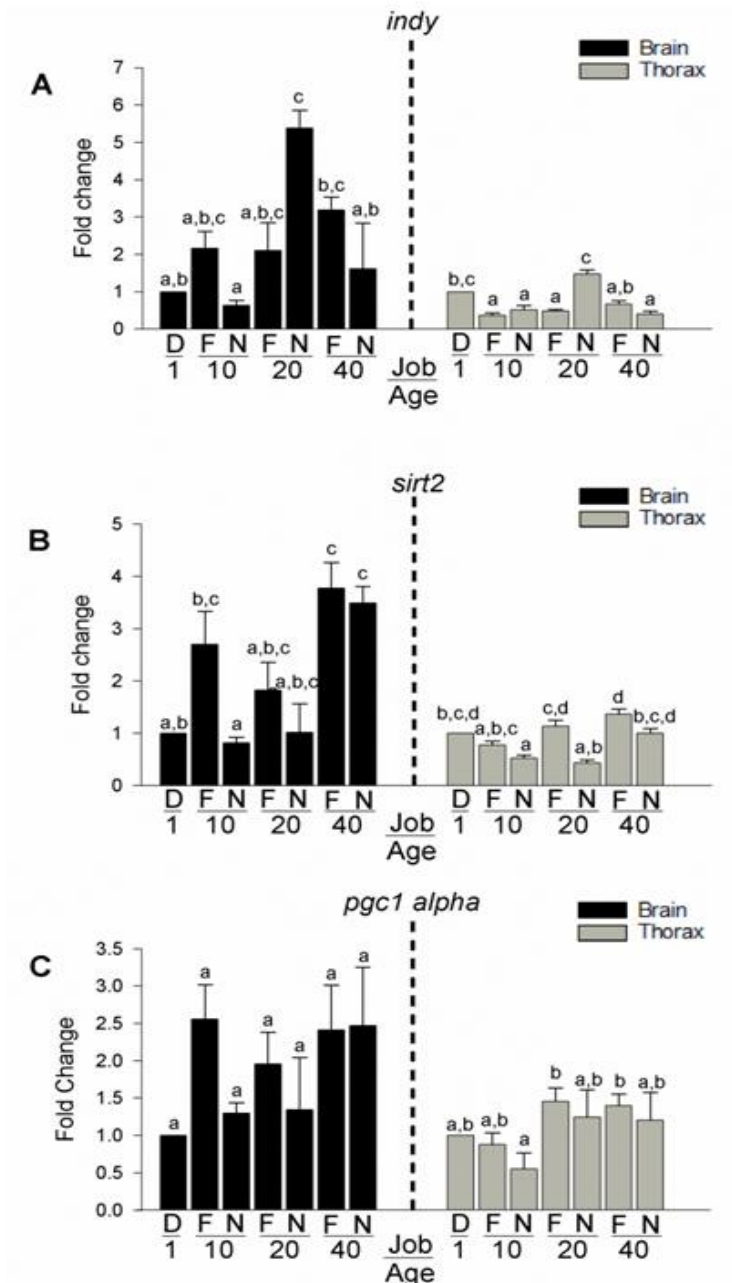 indy
Brain
Thorax
A
Fold change
7
6
5
4
3
2
1
0
a,b a,b,c a a,b,c c b,c a,b
b,c a a a c a,b a
D F N F N F N Job D F N F N F N
1 10 20 40 Age 1 10 20 40
sirt2
Brain
Thorax
B
Fold change
5
4
3
2
1
0
a,b b,c a a,b,c a,b,c c c
b,c,d a,b,c a c,d a,b d b,c,d
D F N F N F N Job D F N F N F N
1 10 20 40 Age 1 10 20 40
pgc1 alpha
Brain
Thorax
C
Fold Change
3.5
3.0
2.5
2.0
1.5
1.0
0.5
0.0
a a a a a a a
a,b a,b a b a,b b a,b
D F N F N F N Job D F N F N F N
1 10 20 40 Age 1 10 20 40